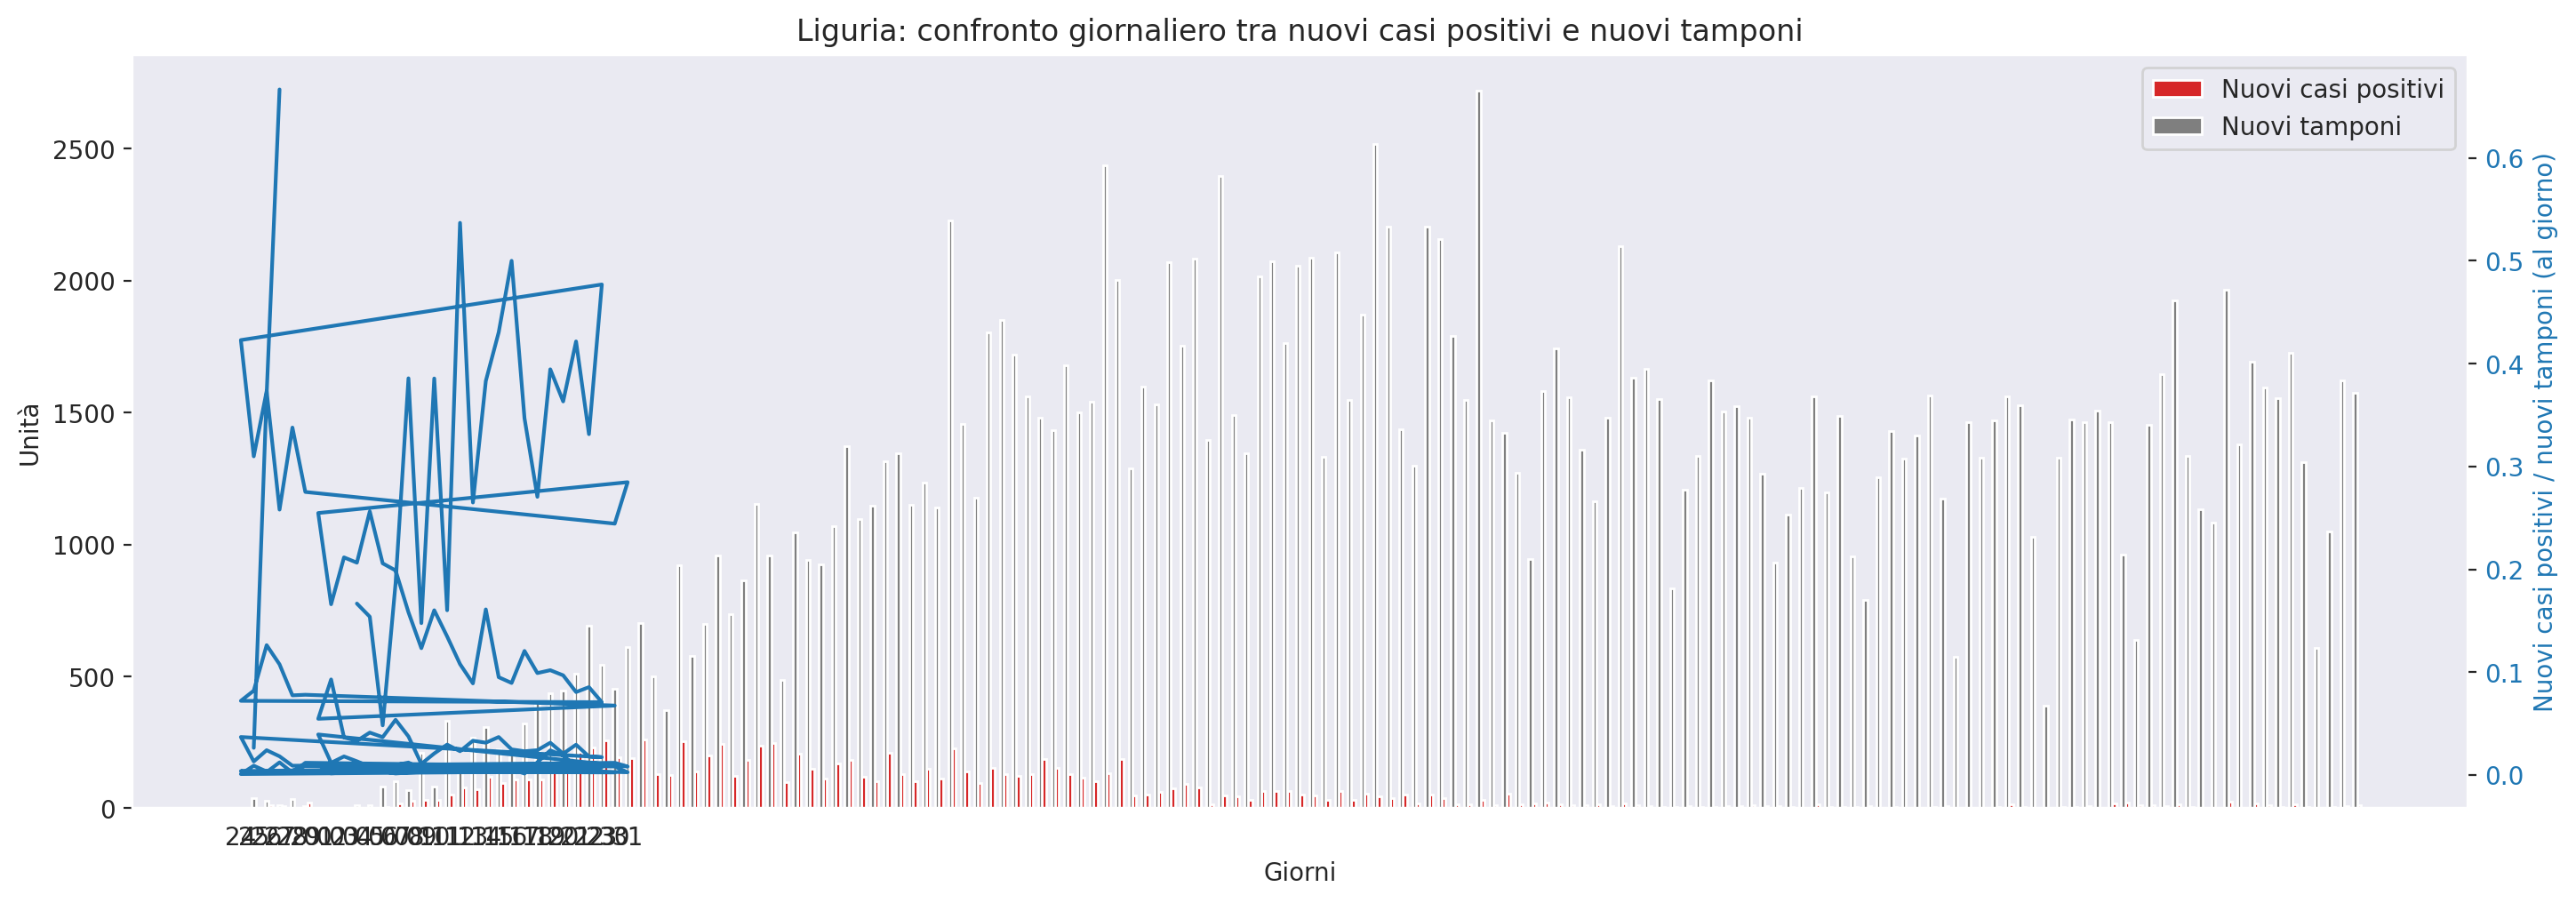 Liguria: confronto giornaliero tra nuovi casi positivi e nuovi tamponi
Nuovi casi positivi
Nuovi tamponi
Unità
2500
2000
1500
1000
500
0
0.6
0.5
0.4
0.3
0.2
0.1
0.0
Nuovi casi positivi / nuovi tamponi (al giorno)
Giorni